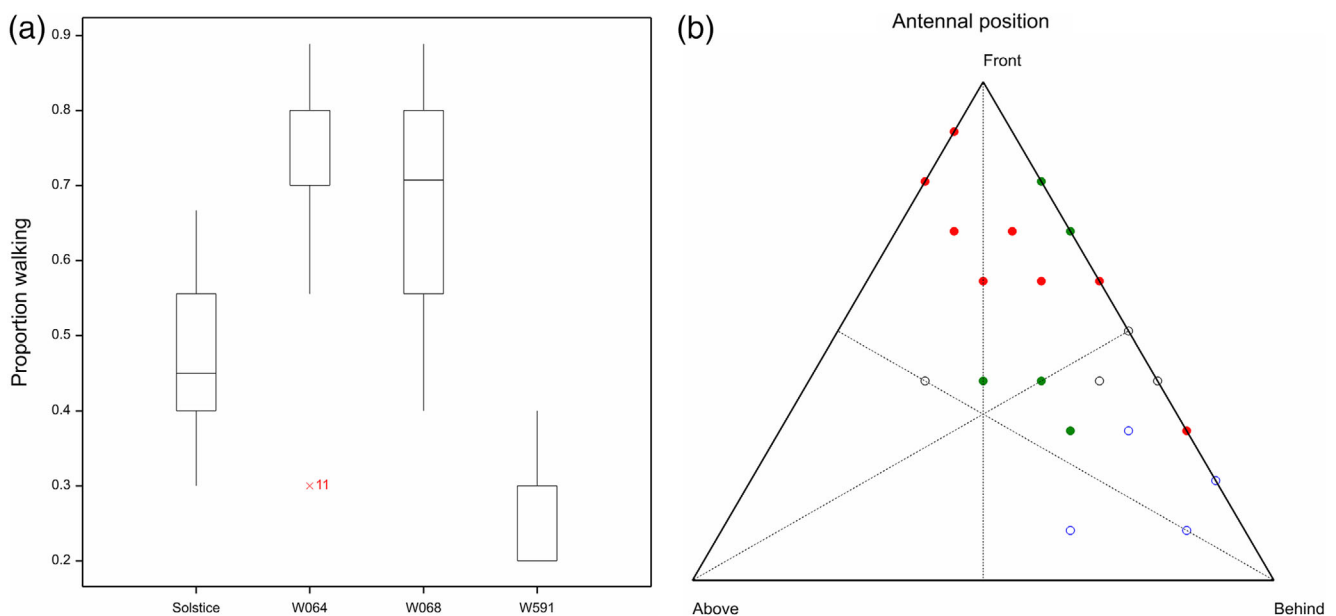 (a)
Proportion walking
0.9
0.8
0.7
0.6
0.5
0.4
0.3
0.2
×11
Solstice W064 W068 W591
(b)
Antennal position
Front
Above Behind